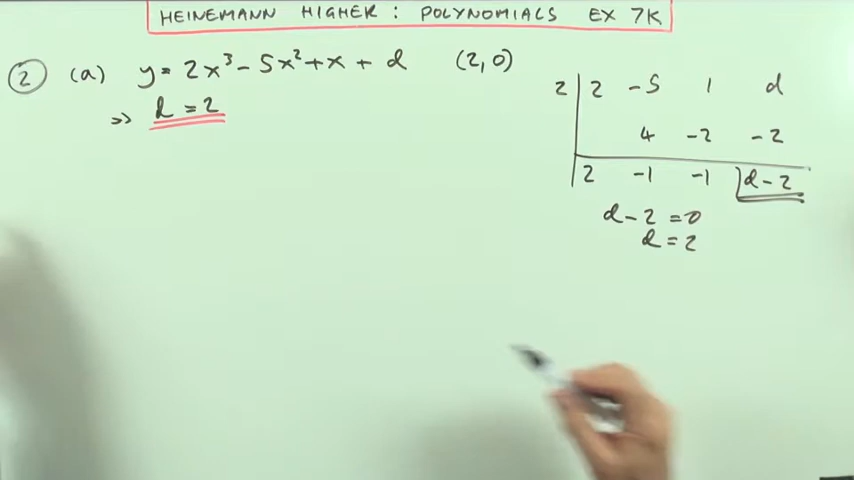 HEINEMANN HIGHER : POLYNOMIALS EX 7K
② (a) y = 2x³ - 5x² + x + d (2,0)
⇒ d = 2
2 | 2 -5 1 d
4 -2 -2
2 -1 -1 | d-2
d - 2 = 0
d = 2